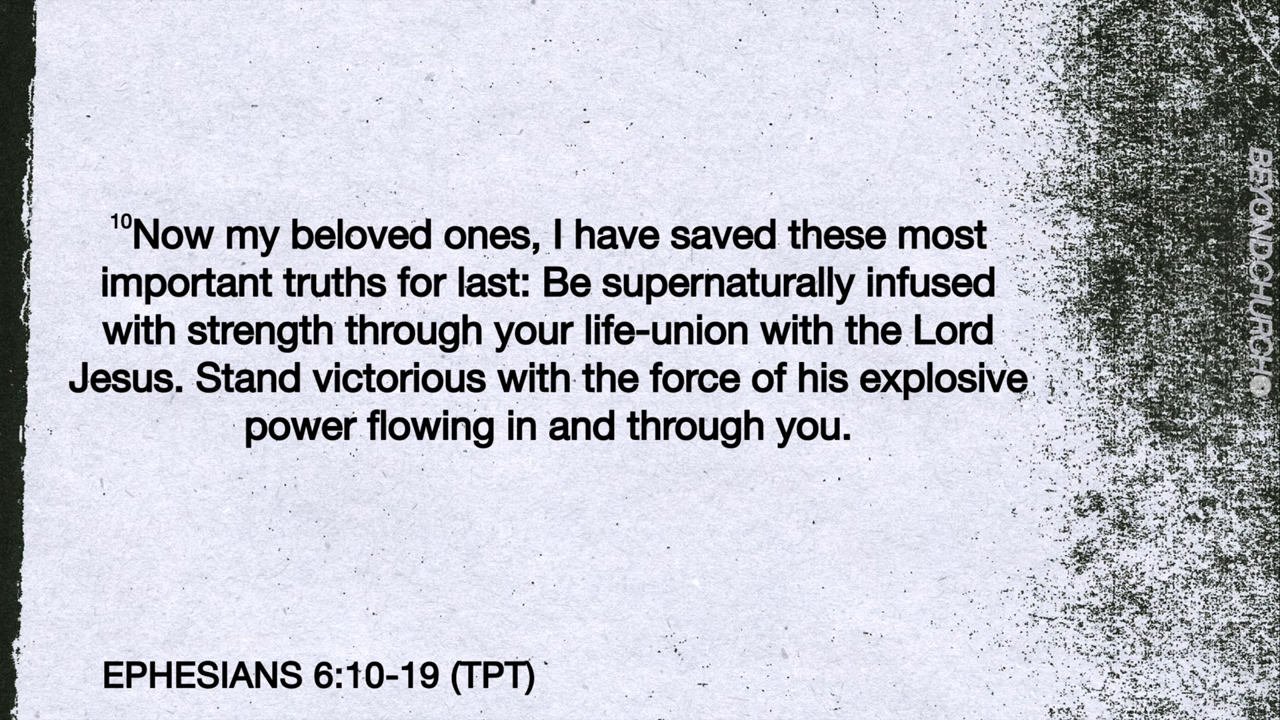 ¹⁰Now my beloved ones, I have saved these most
important truths for last: Be supernaturally infused
with strength through your life-union with the Lord
Jesus. Stand victorious with the force of his explosive
power flowing in and through you.
EPHESIANS 6:10-19 (TPT)
BEYONDCHURCH